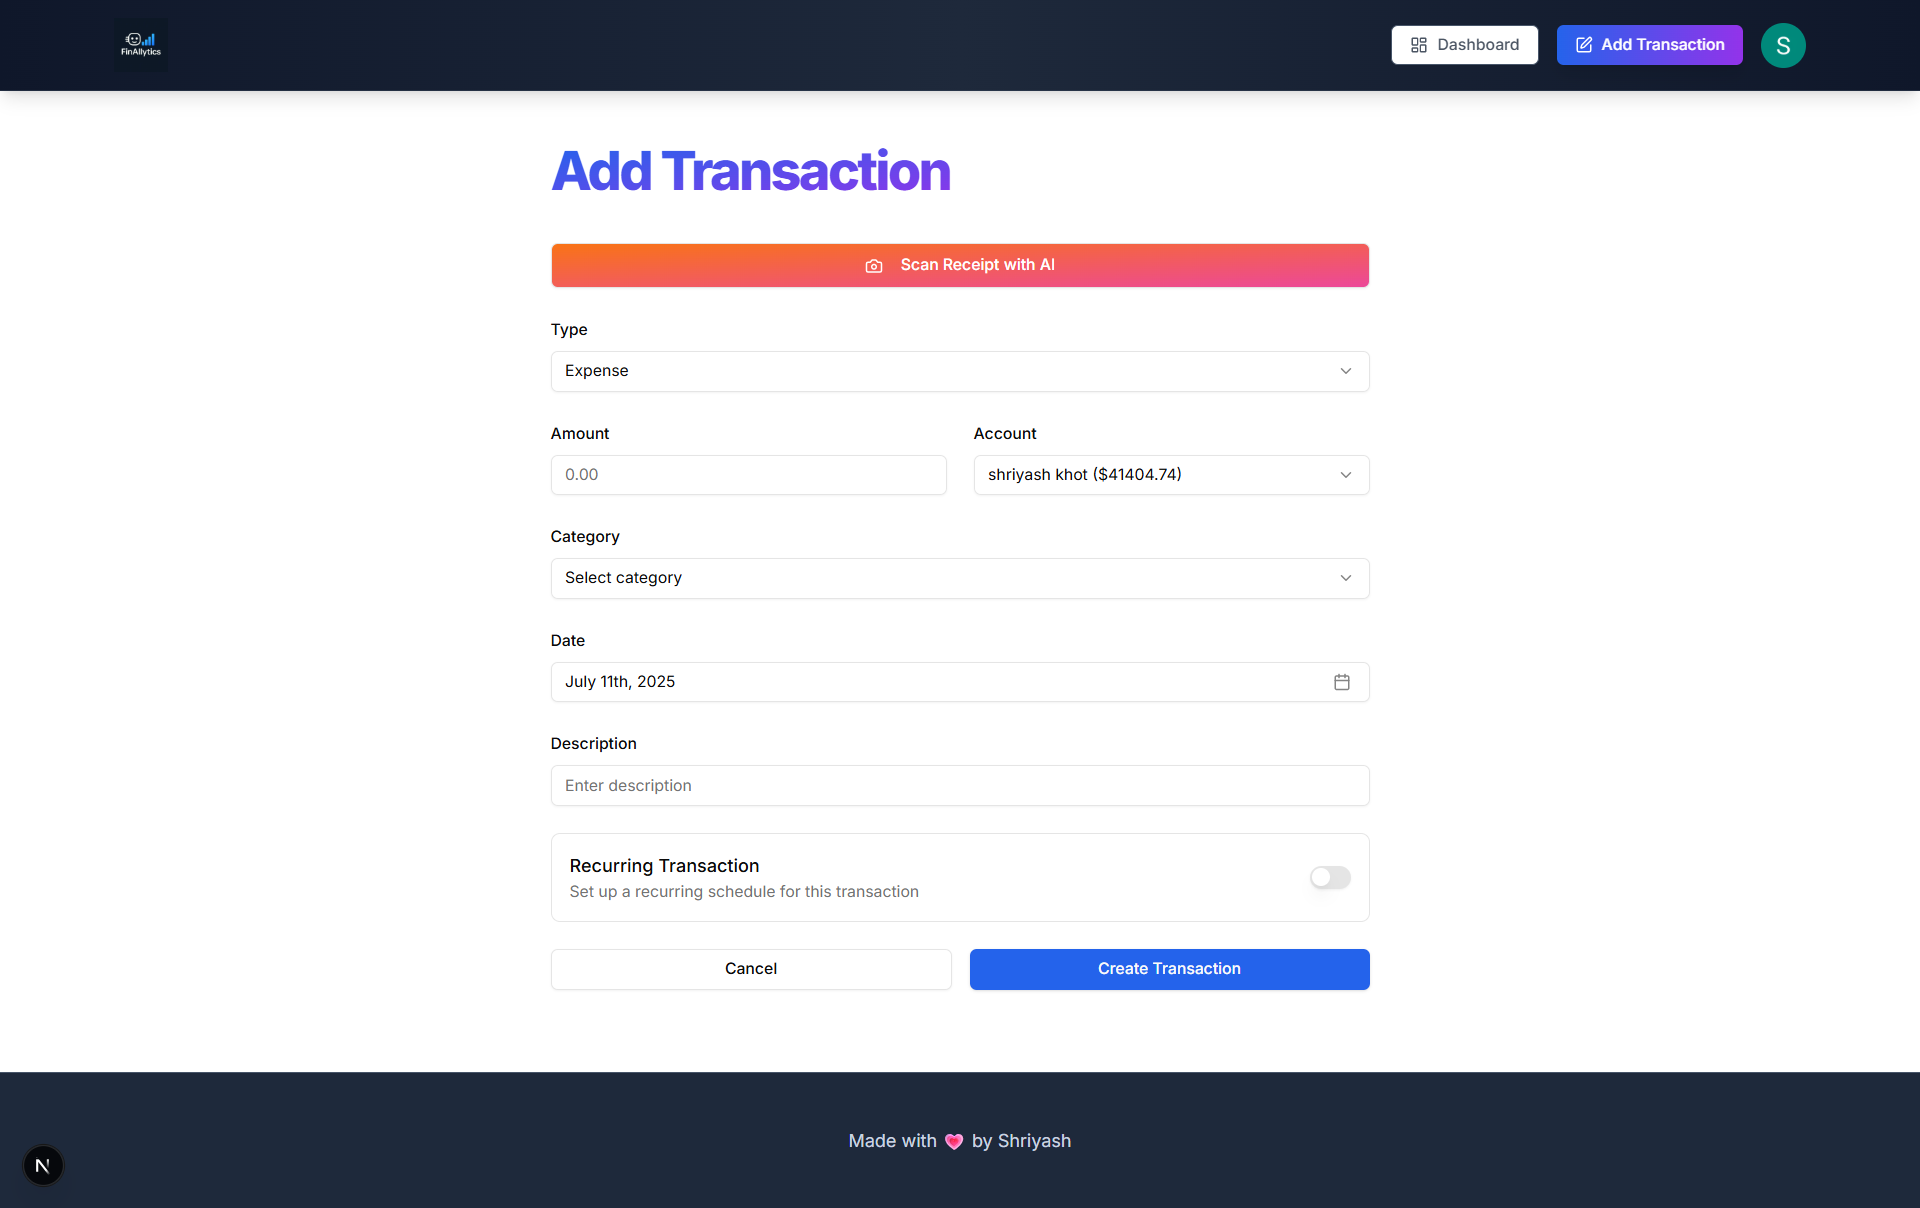 FinAIlytics
Dashboard
Add Transaction
S
Add Transaction
Scan Receipt with AI
Type
Expense
Amount
Account
0.00
shriyash khot ($41404.74)
Category
Select category
Date
July 11th, 2025
Description
Enter description
Recurring Transaction
Set up a recurring schedule for this transaction
Cancel
Create Transaction
Made with 💗 by Shriyash
N